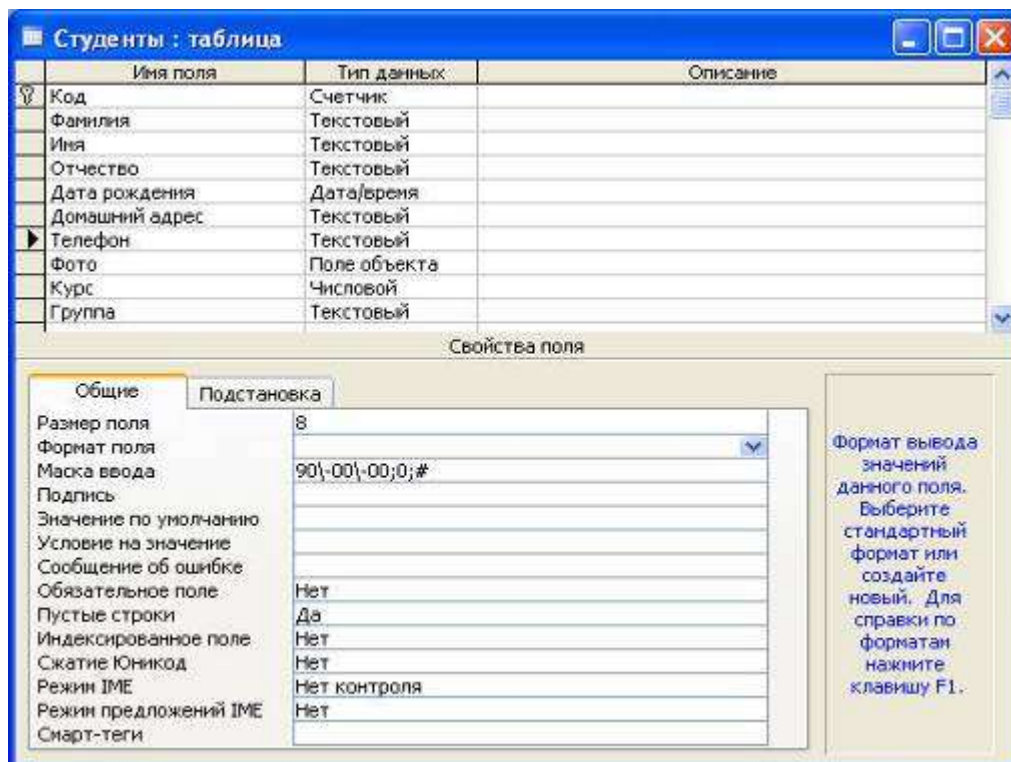 Студенты : таблица
Имя поля Тип данных Описание
Код Счетчик
Фамилия Текстовый
Имя Текстовый
Отчество Текстовый
Дата рождения Дата/время
Домашний адрес Текстовый
Телефон Текстовый
Фото Поле объекта
Курс Числовой
Группа Текстовый
Свойства поля
Общие Подстановка
Размер поля 8
Формат поля
Маска ввода 90\-00\-00;0;#
Подпись
Значение по умолчанию
Условие на значение
Сообщение об ошибке
Обязательное поле Нет
Пустые строки Да
Индексированное поле Нет
Сжатие Юникод Нет
Режим IME Нет контроля
Режим предложений IME Нет
Смарт-теги
Формат вывода
значений
данного поля.
Выберите
стандартный
формат или
создайте
новый. Для
справки по
форматам
нажмите
клавишу F1.